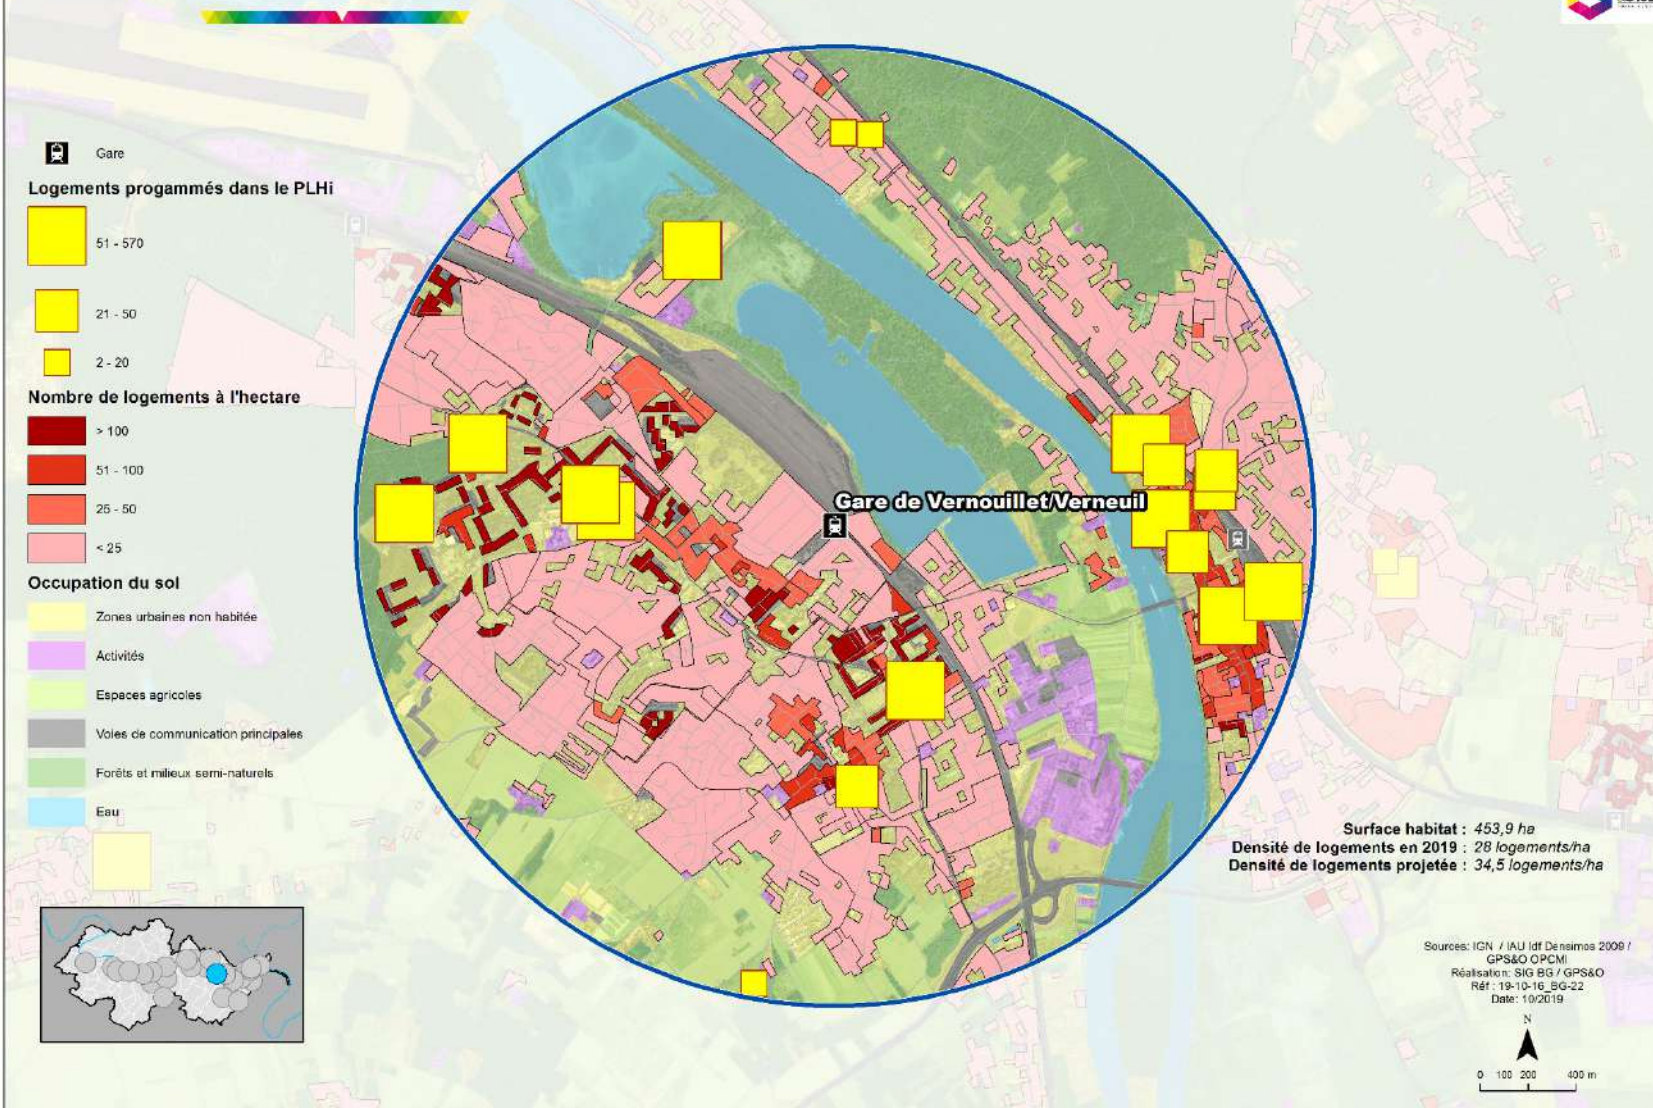 Gare
Logements progammés dans le PLHi
51 - 570
21 - 50
2 - 20
Nombre de logements à l'hectare
> 100
51 - 100
25 - 50
< 25
Occupation du sol
Zones urbaines non habitée
Activités
Espaces agricoles
Voies de communication principales
Forêts et milieux semi-naturels
Eau
Gare de Vernouillet/Verneuil
Surface habitat : 453,9 ha
Densité de logements en 2019 : 28 logements/ha
Densité de logements projetée : 34,5 logements/ha
Sources: IGN / IAU Idf Densimos 2009 /
GPS&O OPCMI
Réalisation: SIG BG / GPS&O
Réf : 19-10-16_BG-22
Date: 10/2019
N
0 100 200 400 m